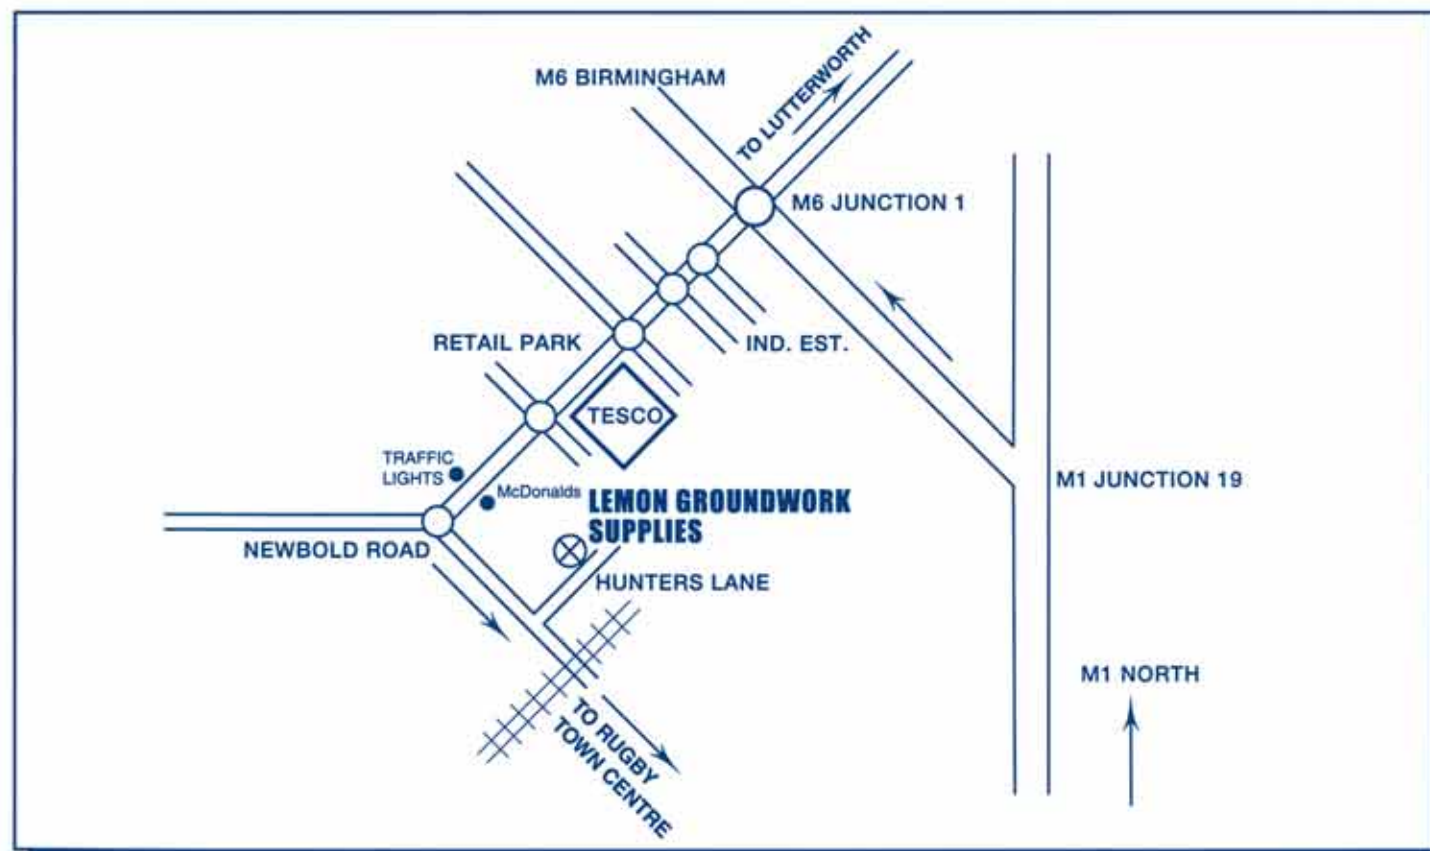 M6 BIRMINGHAM
TO LUTTERWORTH
M6 JUNCTION 1
RETAIL PARK
IND. EST.
TESCO
TRAFFIC
LIGHTS
McDonalds
LEMON GROUNDWORK
SUPPLIES
M1 JUNCTION 19
NEWBOLD ROAD
HUNTERS LANE
M1 NORTH
TO RUGBY
TOWN CENTRE